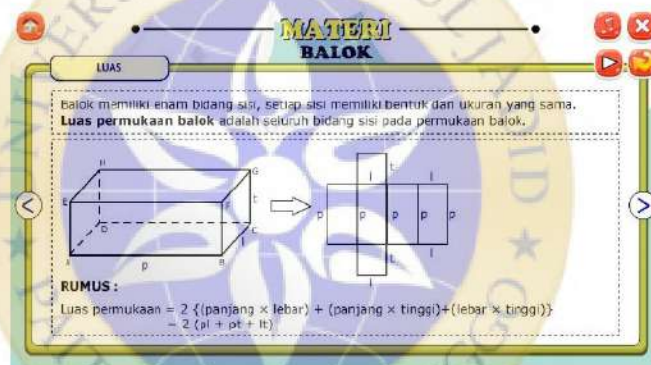 MATERI
BALOK
LUAS
Balok memiliki enam bidang sisi, setiap sisi memiliki bentuk dan ukuran yang sama.
Luas permukaan balok adalah seluruh bidang sisi pada permukaan balok.
H
G
E
F
t
D
C
l
A
B
p
t
l
l
p
p
p
p
p
t
l
l
RUMUS :
Luas permukaan = 2 {(panjang × lebar) + (panjang × tinggi)+(lebar × tinggi)}
= 2 (pl + pt + lt)